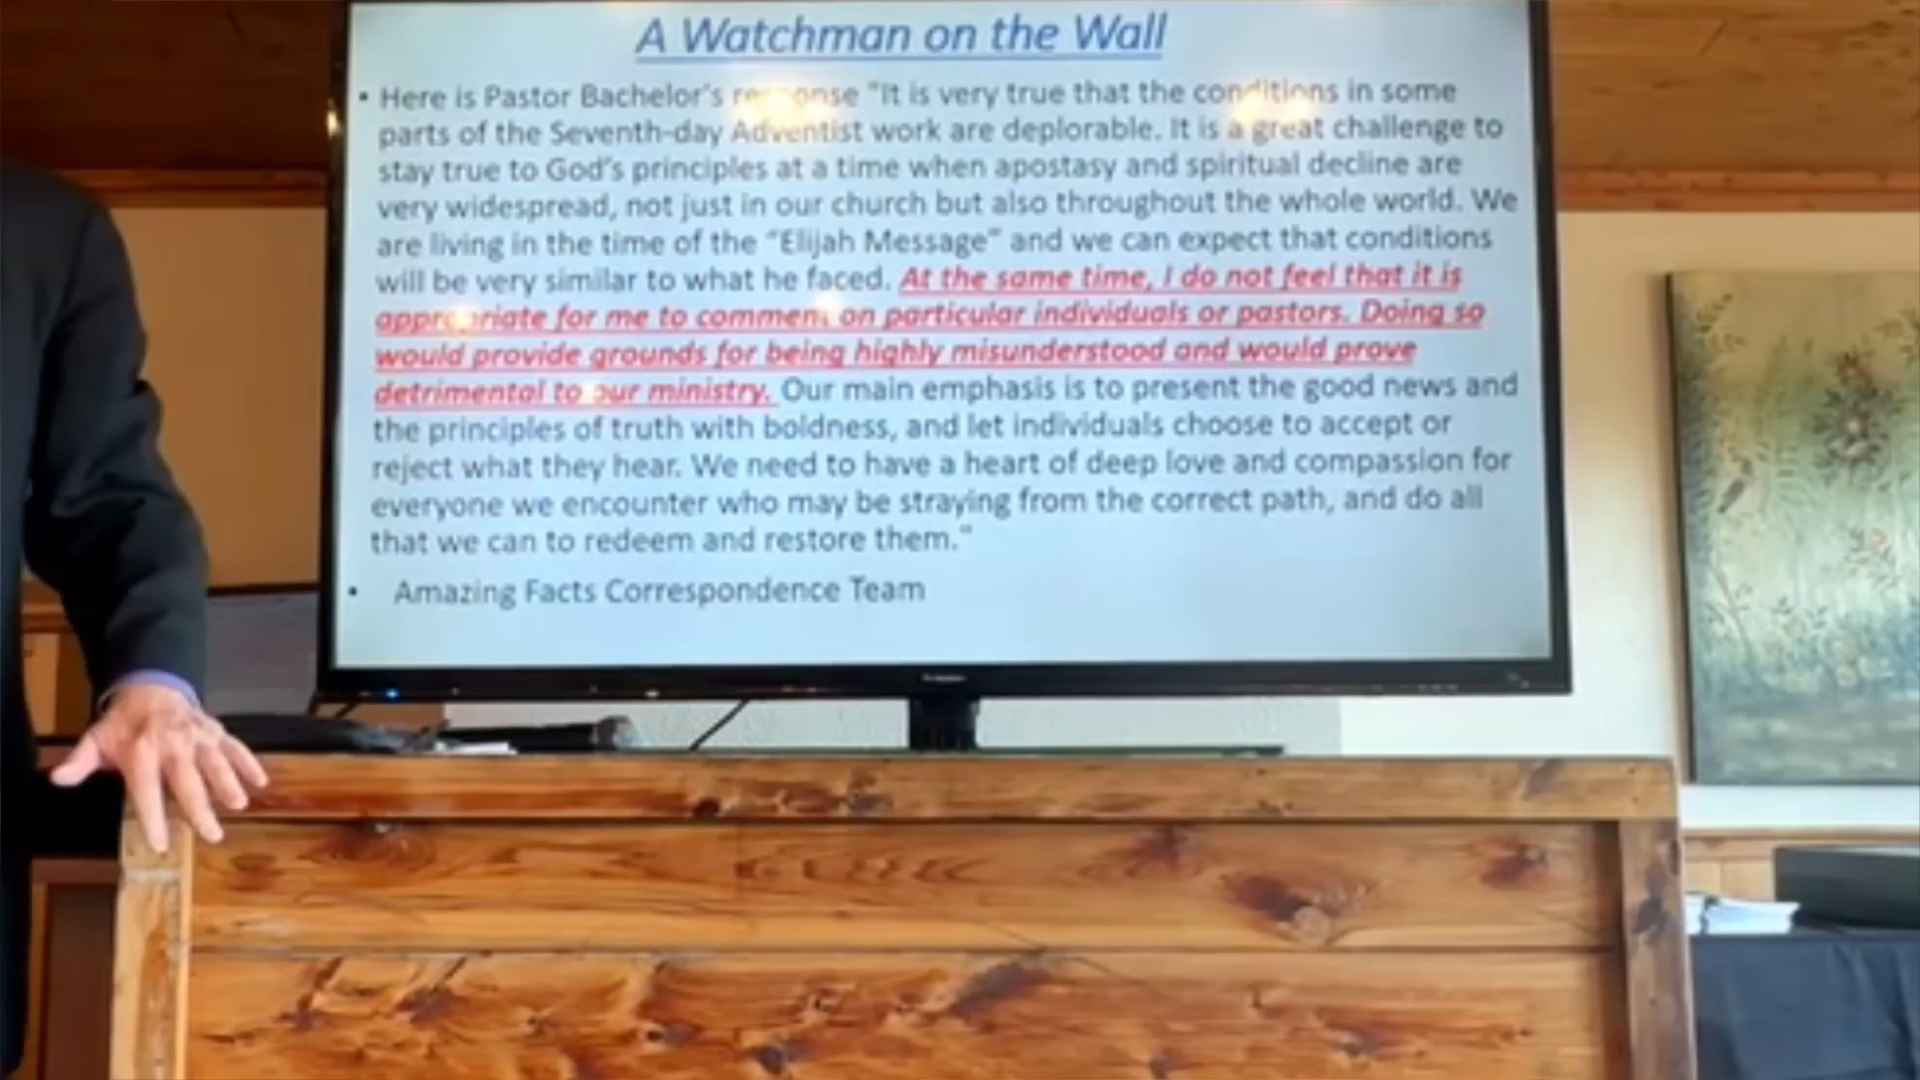 A Watchman on the Wall
• Here is Pastor Bachelor's response "It is very true that the conditions in some
parts of the Seventh-day Adventist work are deplorable. It is a great challenge to
stay true to God's principles at a time when apostasy and spiritual decline are
very widespread, not just in our church but also throughout the whole world. We
are living in the time of the "Elijah Message" and we can expect that conditions
will be very similar to what he faced. At the same time, I do not feel that it is
appropriate for me to comment on particular individuals or pastors. Doing so
would provide grounds for being highly misunderstood and would prove
detrimental to our ministry. Our main emphasis is to present the good news and
the principles of truth with boldness, and let individuals choose to accept or
reject what they hear. We need to have a heart of deep love and compassion for
everyone we encounter who may be straying from the correct path, and do all
that we can to redeem and restore them."
• Amazing Facts Correspondence Team